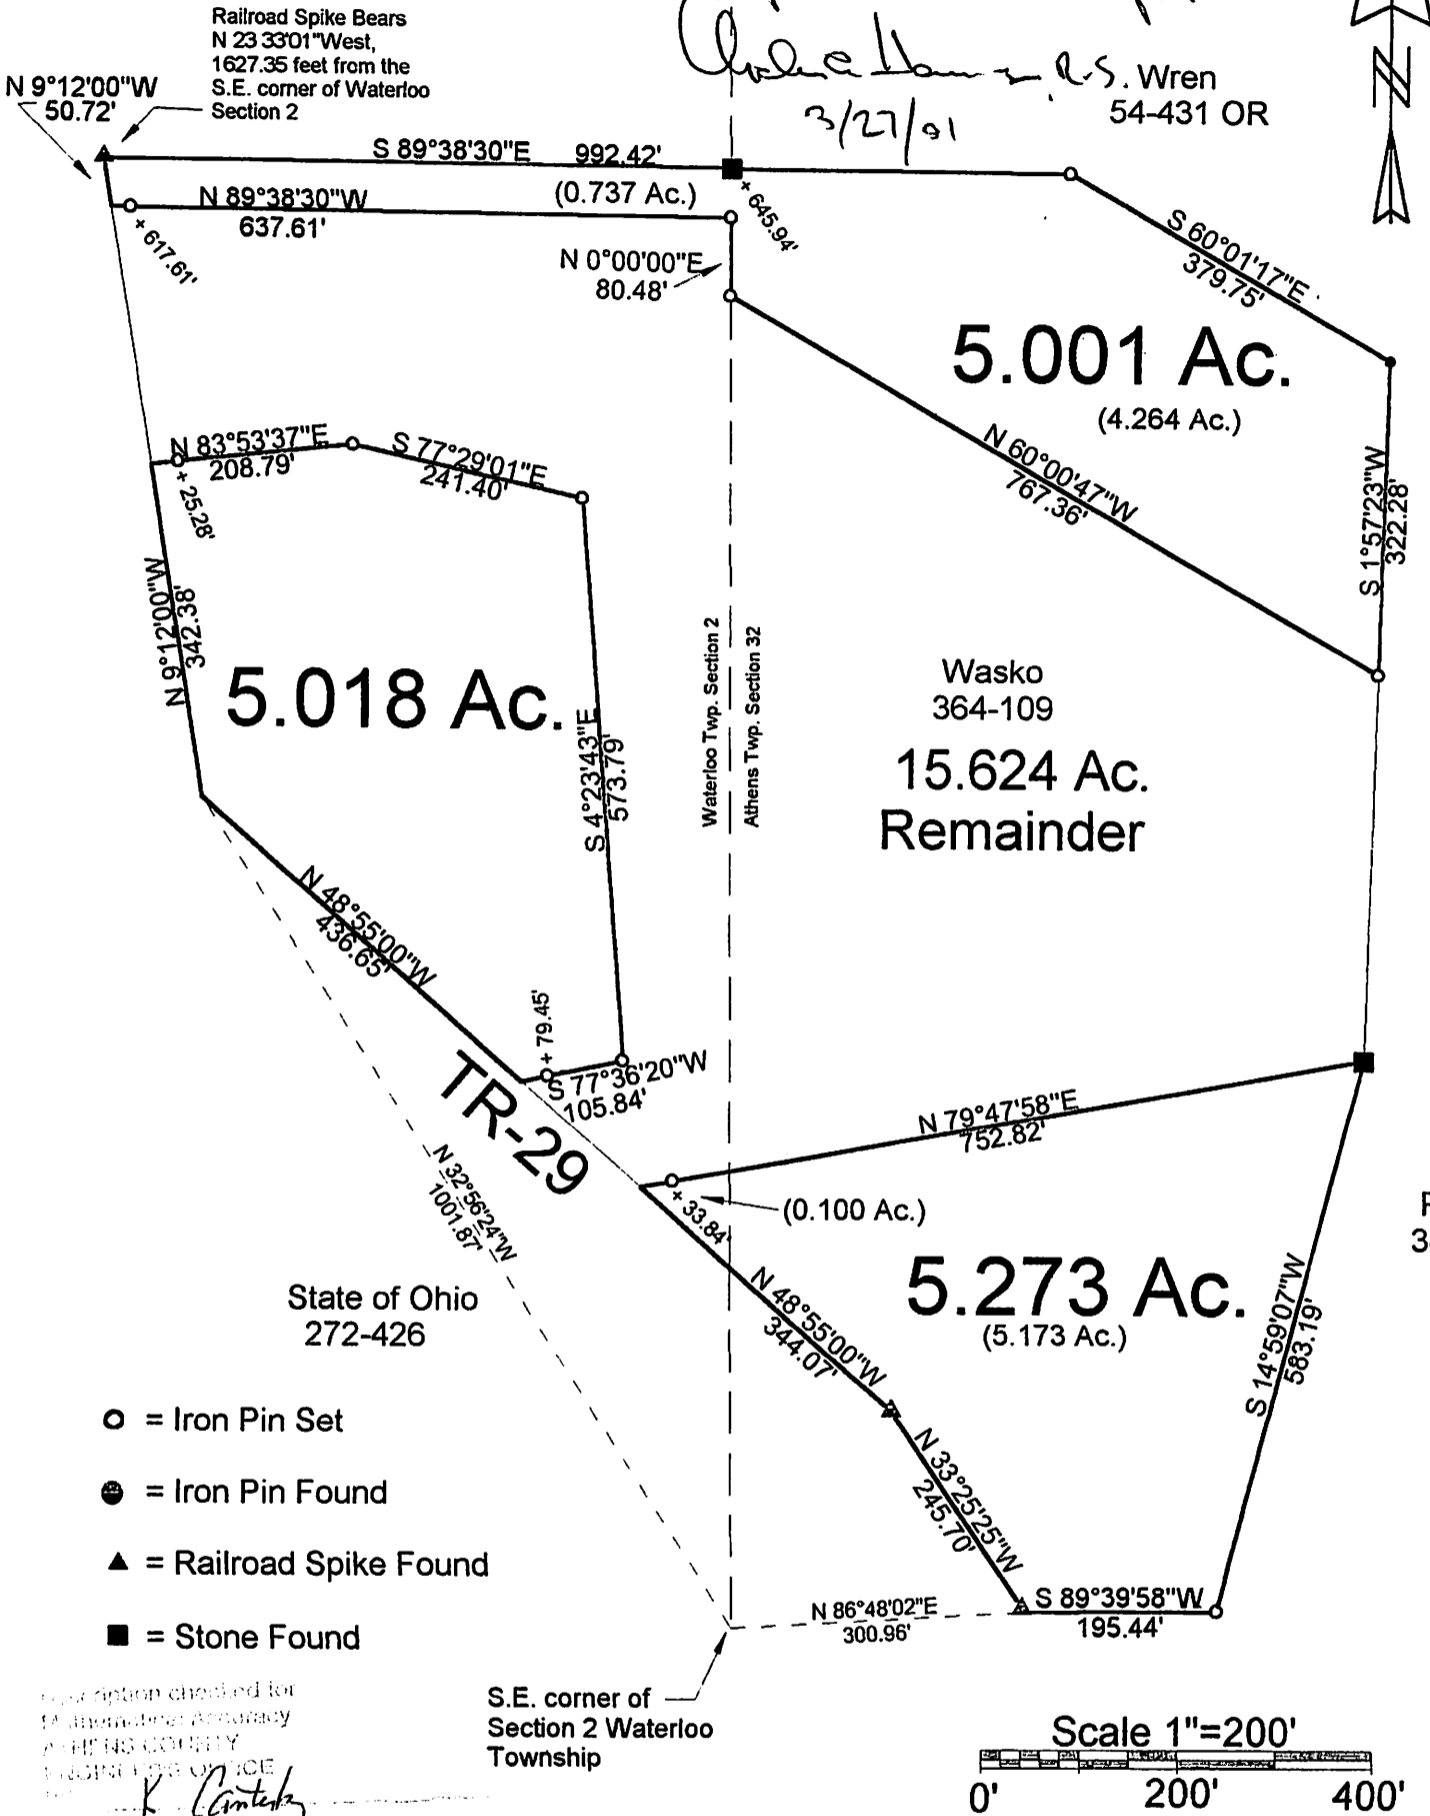 Railroad Spike Bears
N 23 33'01"West,
1627.35 feet from the
S.E. corner of Waterloo
Section 2
N 9°12'00"W
50.72'
R.S. Wren
54-431 OR
3/27/01
N
S 89°38'30"E 992.42'
(0.737 Ac.)
N 89°38'30"W
637.61'
+ 617.61'
+ 645.94'
N 0°00'00"E
80.48'
S 60°01'17"E
379.75'
5.001 Ac.
(4.264 Ac.)
N 60°00'47"W
767.36'
S 1°57'23"W
322.28'
N 83°53'37"E
208.79'
+ 25.28'
S 77°29'01"E
241.40'
N 9°12'00"W
342.38'
5.018 Ac.
S 4°23'43"E
573.79'
Waterloo Twp. Section 2
Athens Twp. Section 32
Wasko
364-109
15.624 Ac.
Remainder
N 48°55'00"W
436.65'
+ 79.45'
S 77°36'20"W
105.84'
TR-29
N 79°47'58"E
752.82'
+ 33.84'
(0.100 Ac.)
N 32°56'24"W
1001.87'
State of Ohio
272-426
N 48°55'00"W
344.07'
5.273 Ac.
(5.173 Ac.)
S 14°59'07"W
583.19'
N 33°25'25"W
245.70'
S 89°39'58"W
195.44'
N 86°48'02"E
300.96'
= Iron Pin Set
= Iron Pin Found
= Railroad Spike Found
= Stone Found
S.E. corner of
Section 2 Waterloo
Township
Description checked for
Mathematical Accuracy
ATHENS COUNTY
ENGINEERS OFFICE
Scale 1"=200'
0' 200' 400'